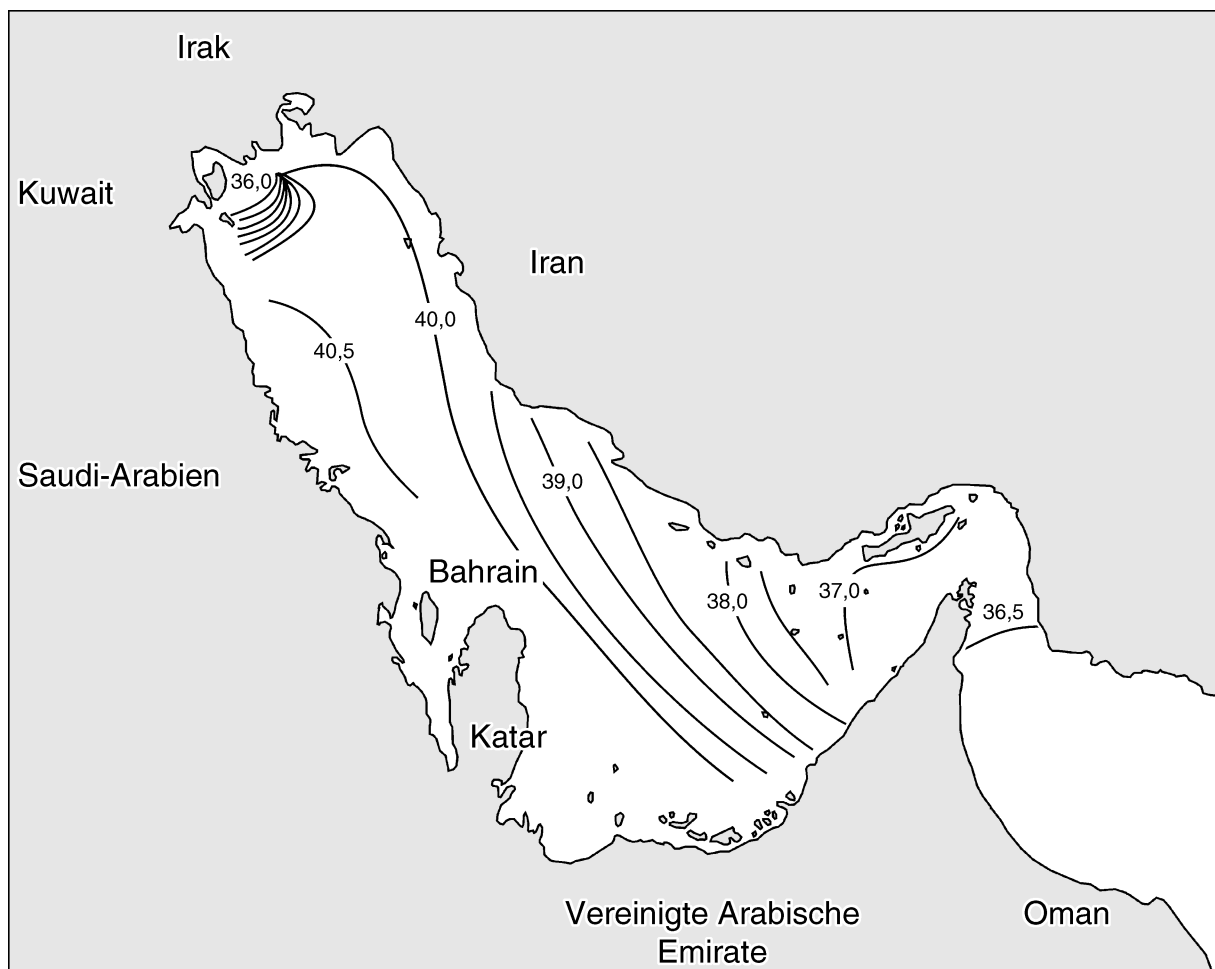 Irak
36,0
Kuwait
Iran
40,0
40,5
Saudi-Arabien
39,0
Bahrain
38,0
37,0
36,5
Katar
Vereinigte Arabische
Emirate
Oman